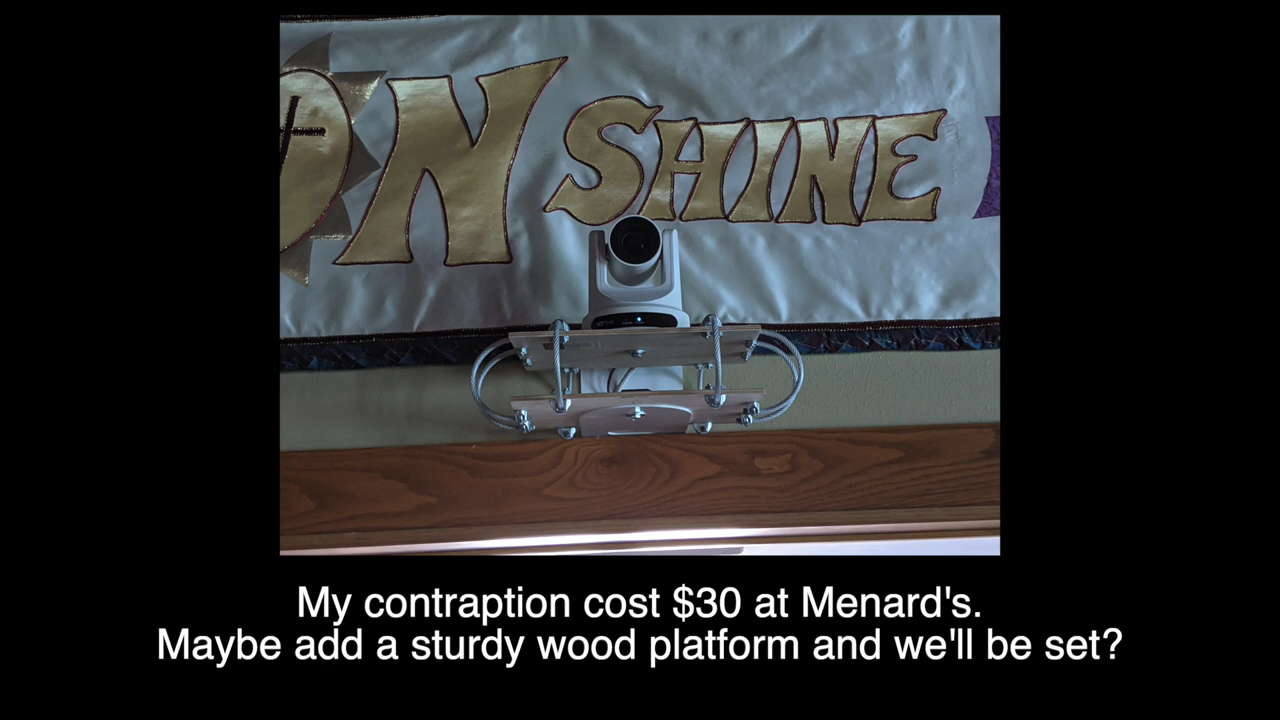 ON SHINE
My contraption cost $30 at Menard's.
Maybe add a sturdy wood platform and we'll be set?